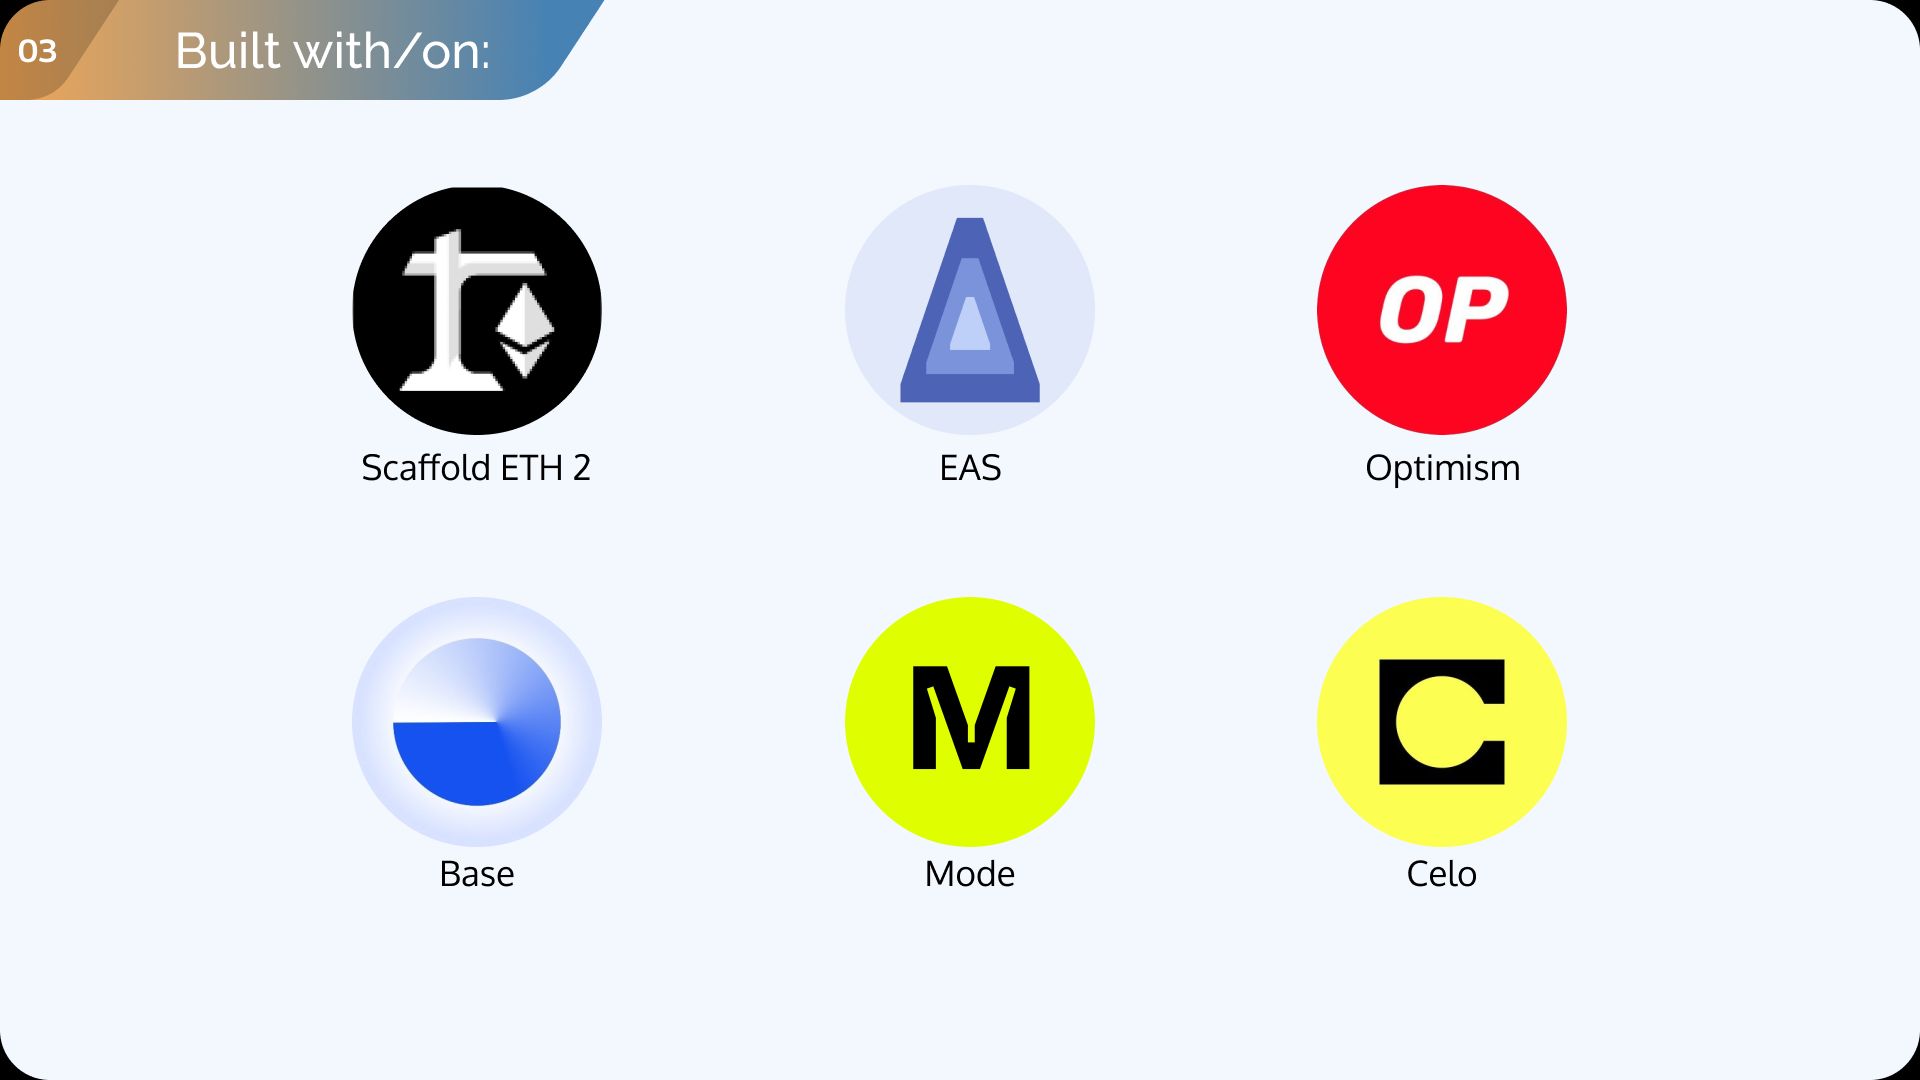 03
Built with/on:
OP
Scaffold ETH 2
EAS
Optimism
M
C
Base
Mode
Celo